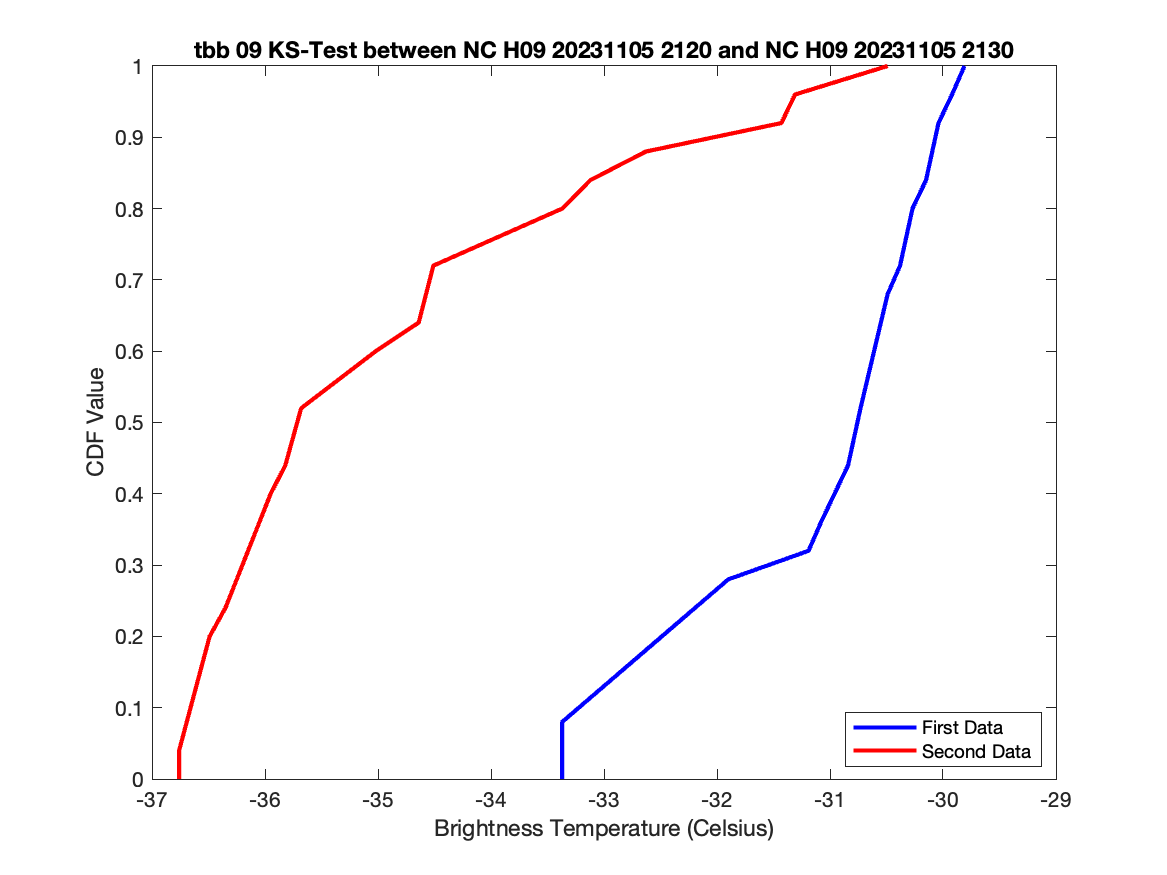 tbb 09 KS-Test between NC H09 20231105 2120 and NC H09 20231105 2130
1
0.9
0.8
0.7
0.6
0.5
0.4
0.3
0.2
0.1
0
CDF Value
-37 -36 -35 -34 -33 -32 -31 -30 -29
Brightness Temperature (Celsius)
First Data
Second Data